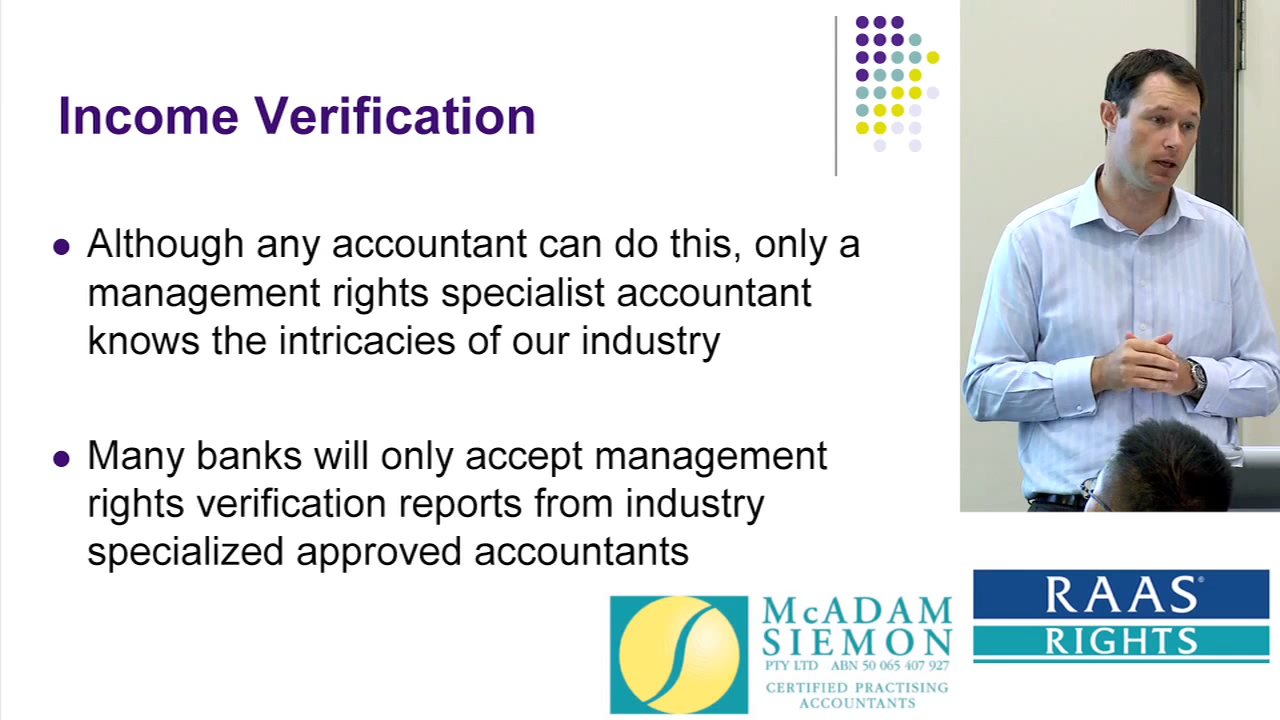 Income Verification
Although any accountant can do this, only a
management rights specialist accountant
knows the intricacies of our industry
Many banks will only accept management
rights verification reports from industry
specialized approved accountants
McADAM
SIEMON
PTY LTD ABN 50 065 407 927
CERTIFIED PRACTISING
ACCOUNTANTS
RAAS®
RIGHTS